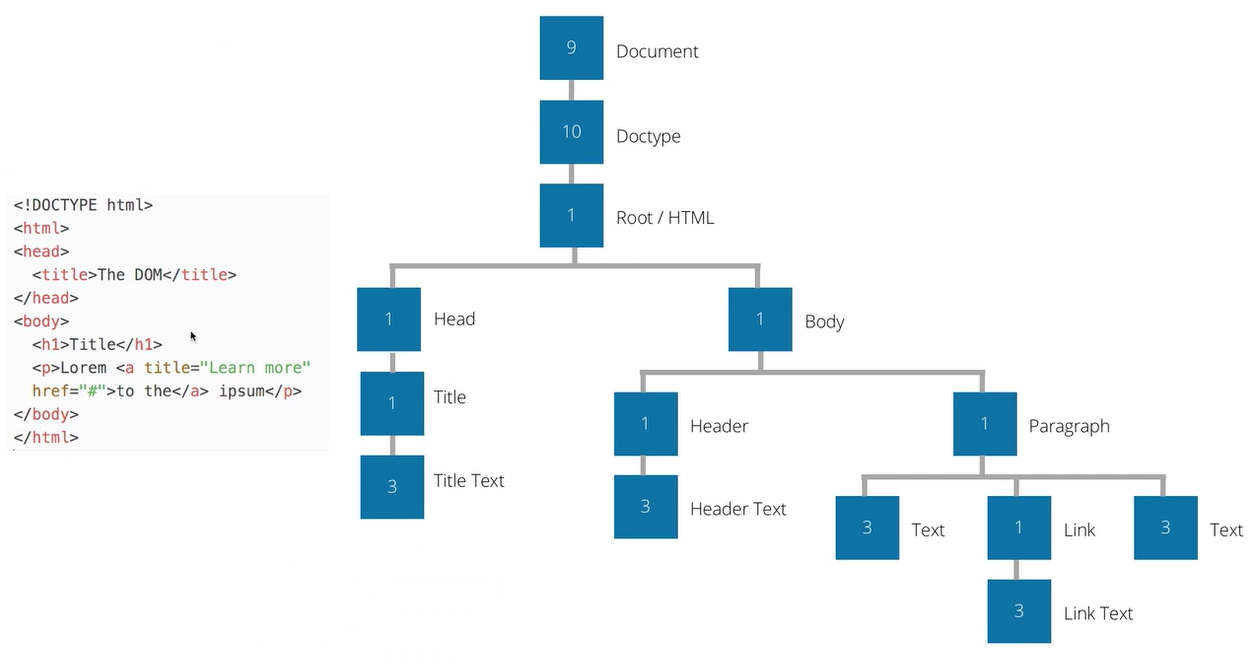 <!DOCTYPE html>
<html>
<head>
  <title>The DOM</title>
</head>
<body>
  <h1>Title</h1>
  <p>Lorem <a title="Learn more"
  href="#">to the</a> ipsum</p>
</body>
</html>
9 Document
10 Doctype
1 Root / HTML
1 Head
1 Body
1 Title
3 Title Text
1 Header
1 Paragraph
3 Header Text
3 Text
1 Link
3 Text
3 Link Text